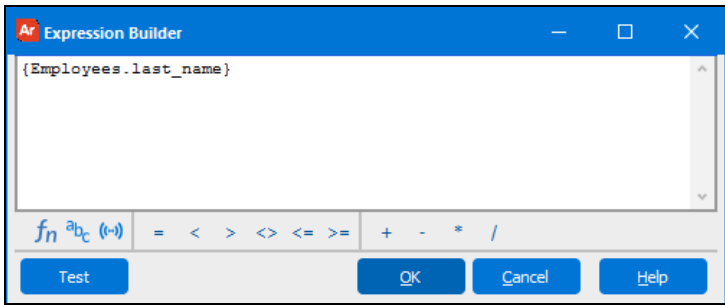 Ar Expression Builder
{Employees.last_name}
fn abc ((··)) = < > <> <= >= + - * /
Test OK Cancel Help